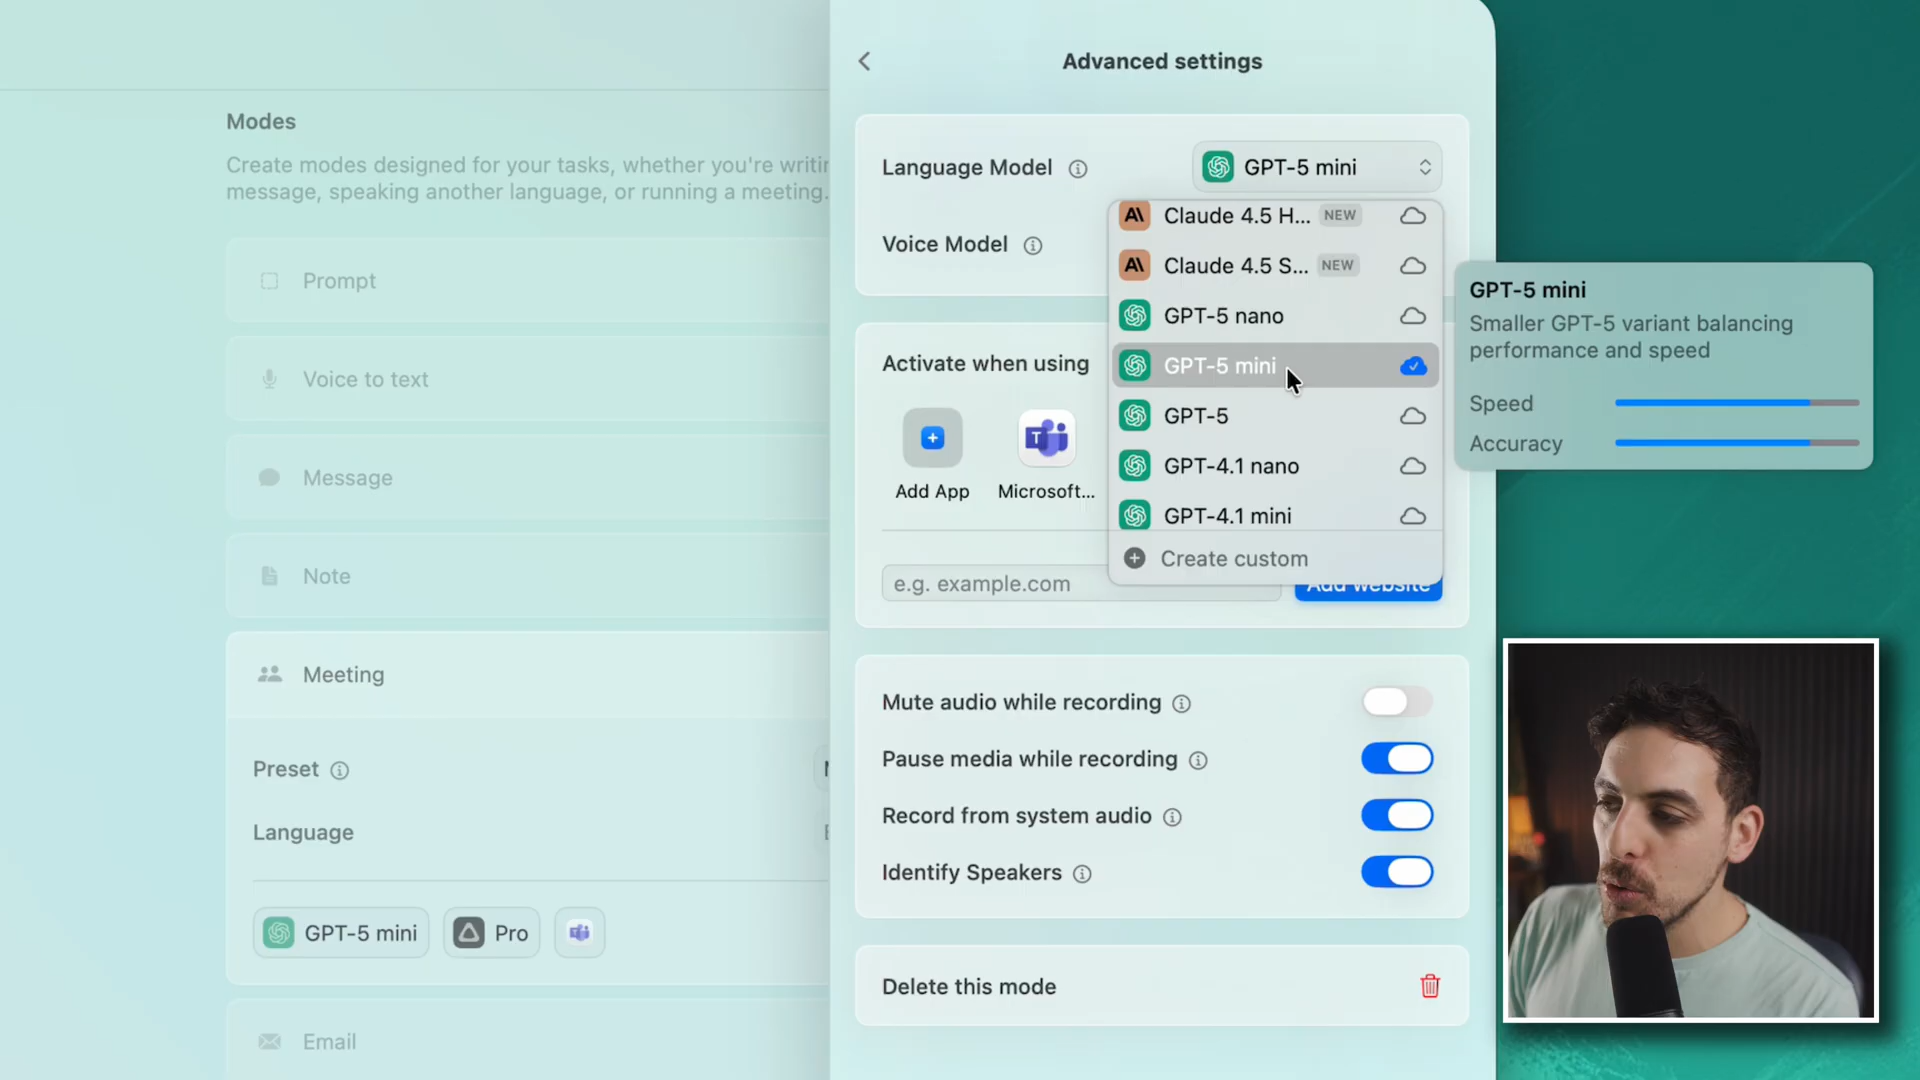 Modes
Create modes designed for your tasks, whether you're writin
message, speaking another language, or running a meeting.
Prompt
Voice to text
Message
Note
Meeting
Preset
Language
GPT-5 mini
Pro
Email
Advanced settings
Language Model
GPT-5 mini
Voice Model
Claude 4.5 H...
NEW
Claude 4.5 S...
NEW
GPT-5 nano
GPT-5 mini
GPT-5
GPT-4.1 nano
GPT-4.1 mini
Create custom
GPT-5 mini
Smaller GPT-5 variant balancing
performance and speed
Speed
Accuracy
Activate when using
Add App
Microsoft...
e.g. example.com
Add website
Mute audio while recording
Pause media while recording
Record from system audio
Identify Speakers
Delete this mode